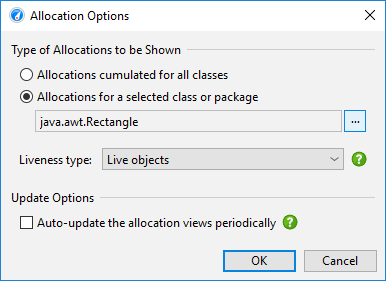 Allocation Options
Type of Allocations to be Shown
Allocations cumulated for all classes
Allocations for a selected class or package
java.awt.Rectangle ...
Liveness type: Live objects ?
Update Options
Auto-update the allocation views periodically ?
OK Cancel